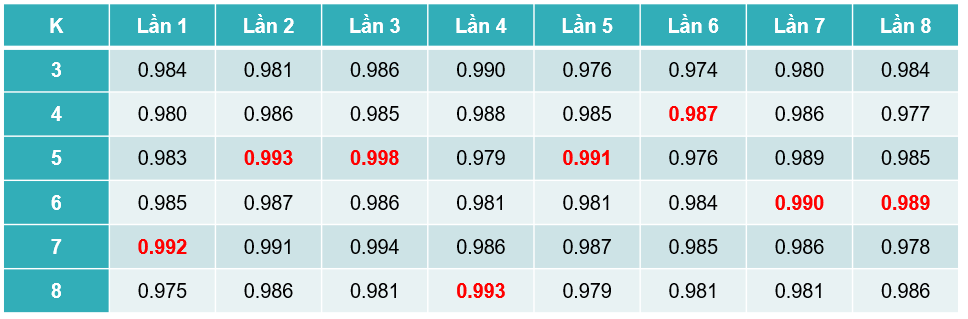 K Lần 1 Lần 2 Lần 3 Lần 4 Lần 5 Lần 6 Lần 7 Lần 8
3 0.984 0.981 0.986 0.990 0.976 0.974 0.980 0.984
4 0.980 0.986 0.985 0.988 0.985 0.987 0.986 0.977
5 0.983 0.993 0.998 0.979 0.991 0.976 0.989 0.985
6 0.985 0.987 0.986 0.981 0.981 0.984 0.990 0.989
7 0.992 0.991 0.994 0.986 0.987 0.985 0.986 0.978
8 0.975 0.986 0.981 0.993 0.979 0.981 0.981 0.986